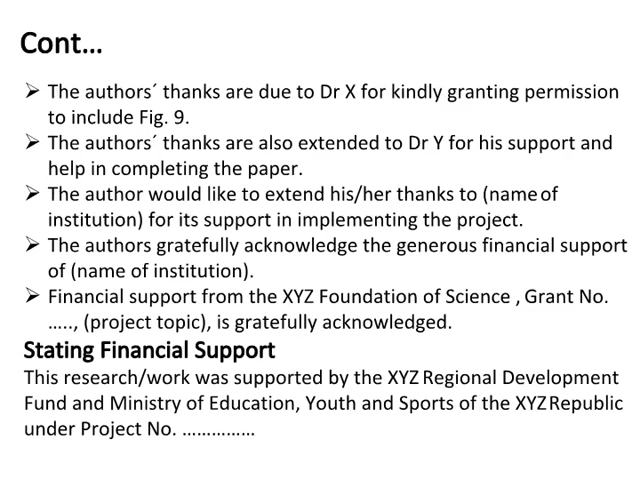 Cont…
➢ The authors´ thanks are due to Dr X for kindly granting permission
to include Fig. 9.
➢ The authors´ thanks are also extended to Dr Y for his support and
help in completing the paper.
➢ The author would like to extend his/her thanks to (name of
institution) for its support in implementing the project.
➢ The authors gratefully acknowledge the generous financial support
of (name of institution).
➢ Financial support from the XYZ Foundation of Science , Grant No.
….., (project topic), is gratefully acknowledged.
Stating Financial Support
This research/work was supported by the XYZ Regional Development
Fund and Ministry of Education, Youth and Sports of the XYZ Republic
under Project No. ……………